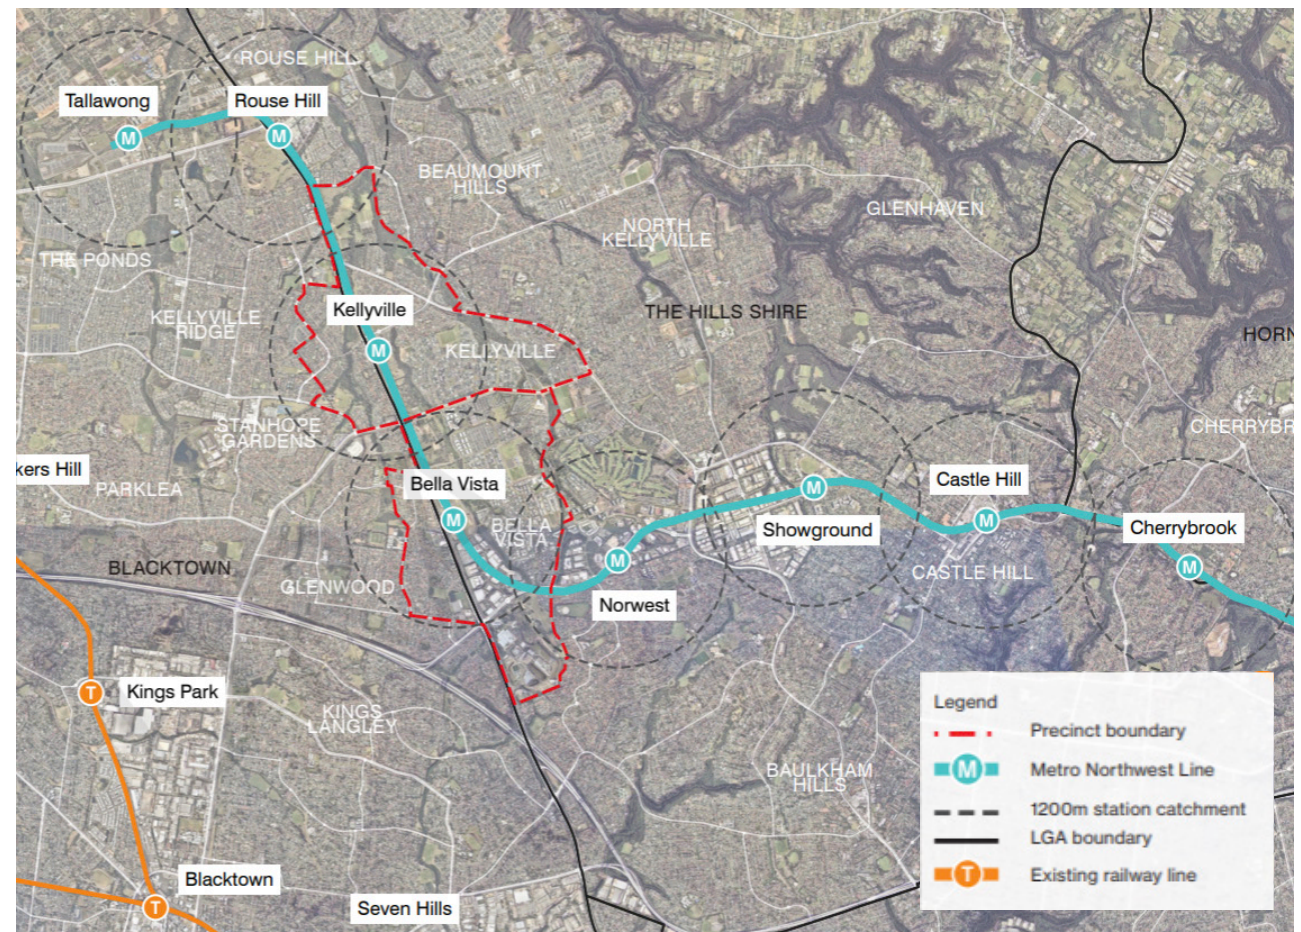 ROUSE HILL
Tallawong
Rouse Hill
M
M
BEAUMOUNT
HILLS
GLENHAVEN
NORTH
KELLYVILLE
THE PONDS
Kellyville
KELLYVILLE
RIDGE
THE HILLS SHIRE
HORN
M
KELLYVILLE
STANHOPE
GARDENS
CHERRYBR
kers Hill
PARKLEA
Bella Vista
Castle Hill
M
M
BELLA
VISTA
M
Showground
Cherrybrook
M
M
BLACKTOWN
GLENWOOD
CASTLE HILL
Norwest
M
Kings Park
T
KINGS
LANGLEY
BAULKHAM
HILLS
Blacktown
T
Seven Hills
Legend
Precinct boundary
M
Metro Northwest Line
1200m station catchment
LGA boundary
T
Existing railway line